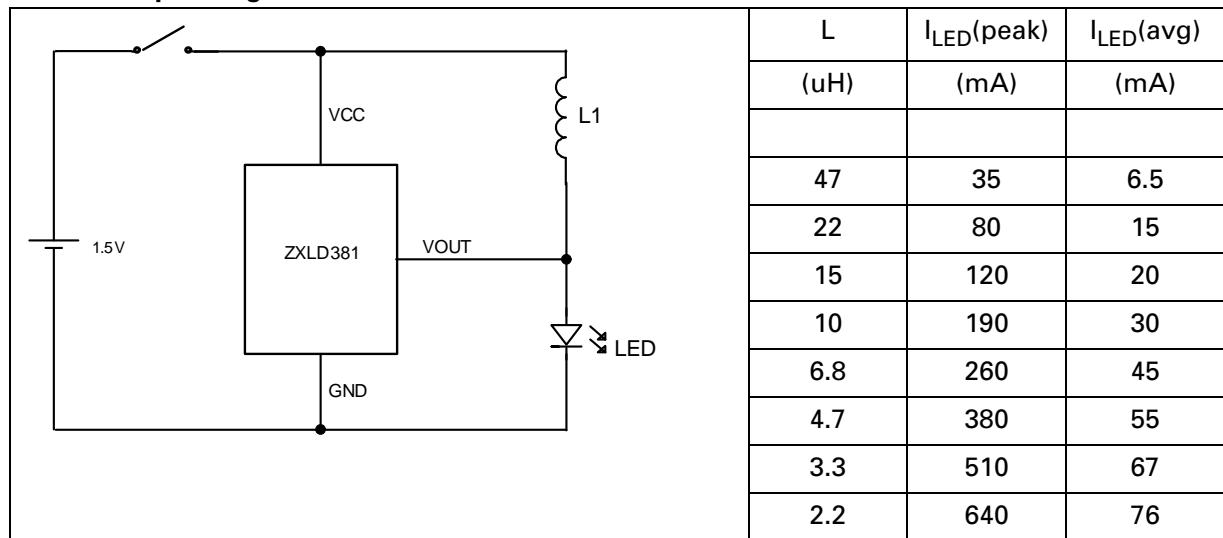 VCC
L1
1.5V
ZXLD381
VOUT
LED
GND
L I_LED(peak) I_LED(avg)
(uH) (mA) (mA)
47 35 6.5
22 80 15
15 120 20
10 190 30
6.8 260 45
4.7 380 55
3.3 510 67
2.2 640 76